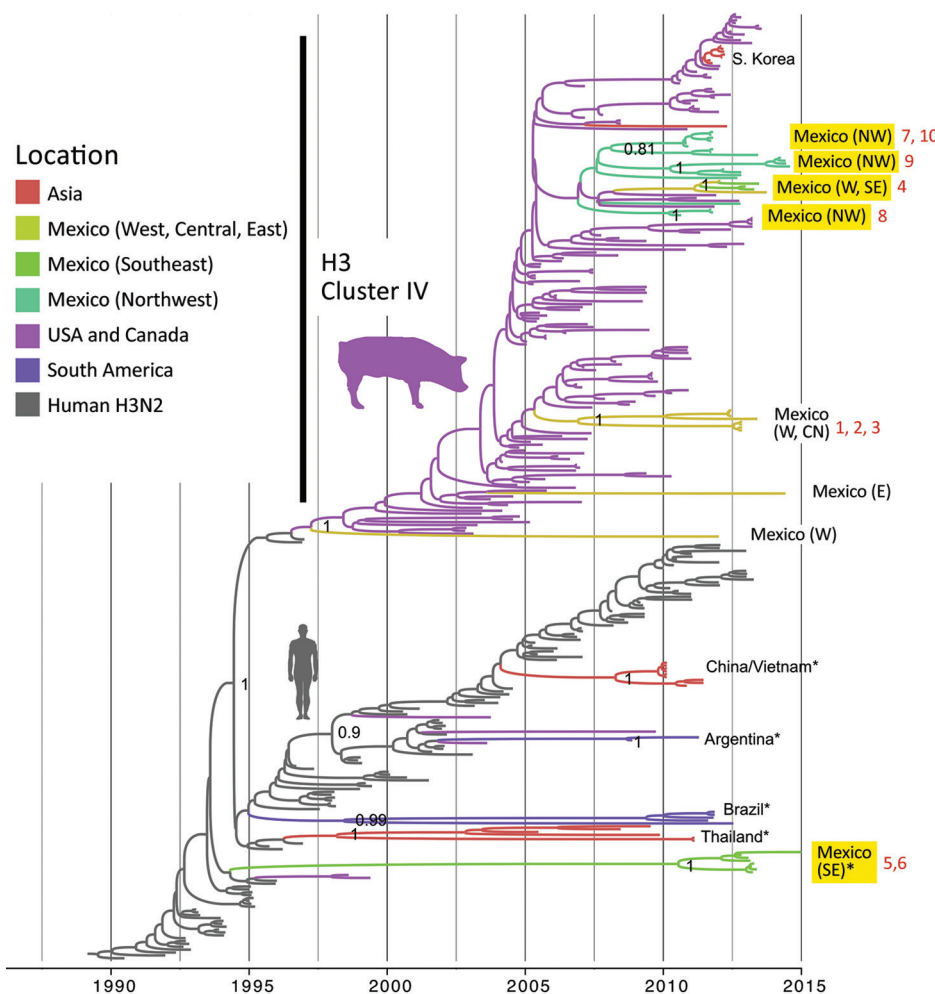 S. Korea
Mexico (NW) 7, 10
0.81
Location
1
Mexico (NW) 9
Asia
1
Mexico (W, SE) 4
Mexico (West, Central, East)
1
Mexico (NW) 8
Mexico (Southeast)
H3
Cluster IV
Mexico (Northwest)
USA and Canada
South America
Human H3N2
1
Mexico
(W, CN) 1, 2, 3
Mexico (E)
1
Mexico (W)
China/Vietnam*
1
1
0.9
Argentina*
1
Brazil*
0.99
1
Thailand*
Mexico
(SE)* 5,6
1
1990 1995 2000 2005 2010 2015